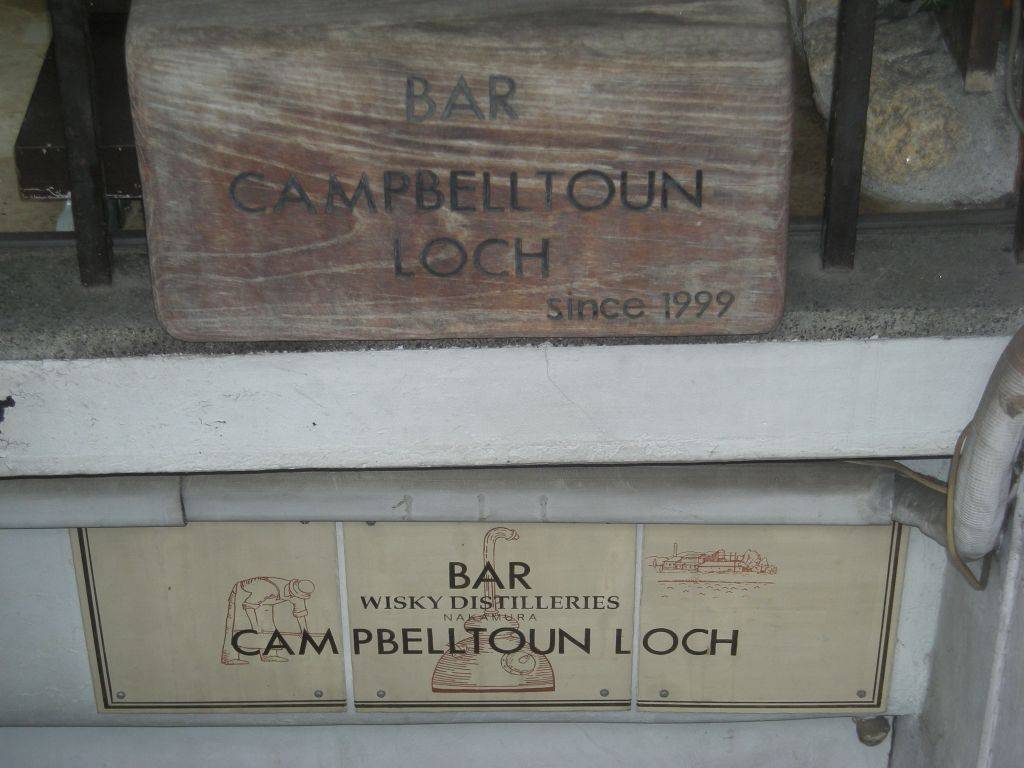 BAR
CAMPBELLTOUN
LOCH
since 1999
BAR
WISKY DISTILLERIES
NAKAMURA
CAMPBELLTOUN LOCH